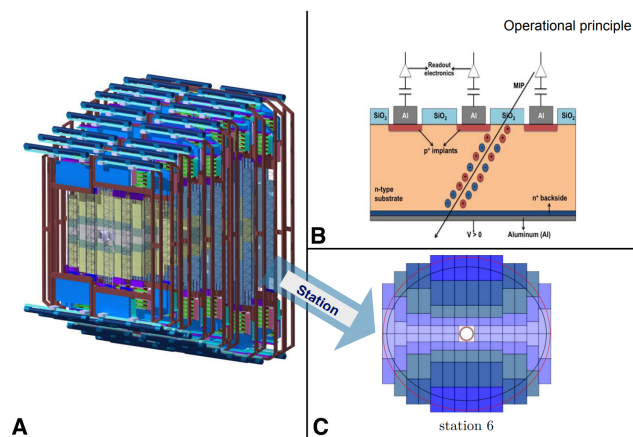 Operational principle
Readout
electronics
MIP
SiO2
Al
SiO2
Al
SiO2
Al
SiO2
p+ implants
n-type
substrate
n+ backside
V > 0
Aluminum (Al)
B
Station
A
C
station 6